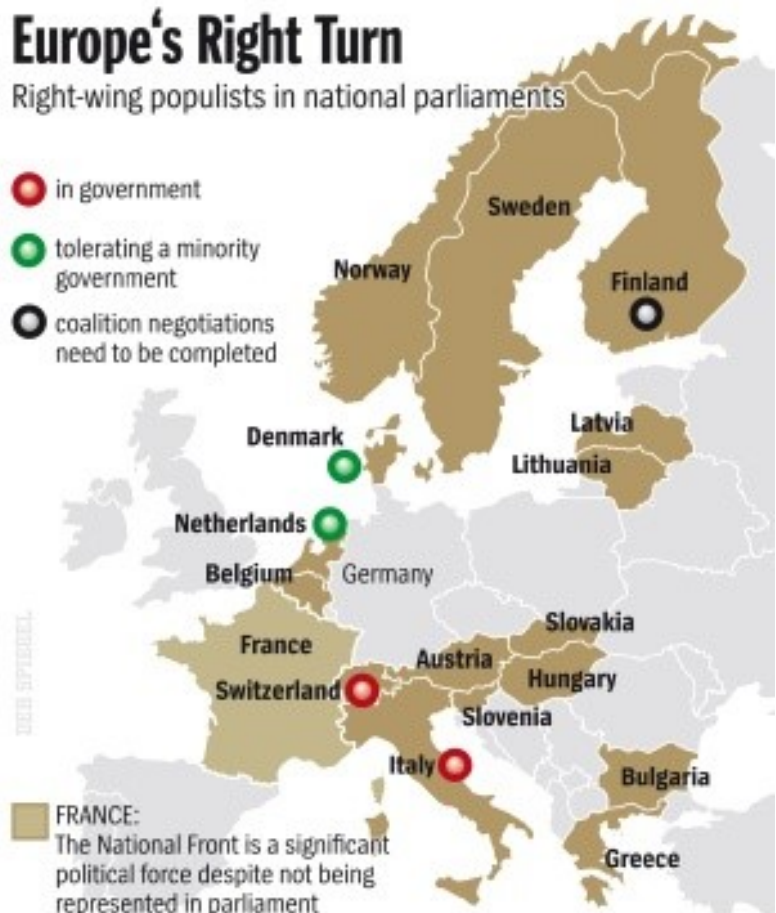 Europe‘s Right Turn
Right-wing populists in national parliaments
in government
tolerating a minority
government
coalition negotiations
need to be completed
Sweden
Norway
Finland
Latvia
Denmark
Lithuania
Netherlands
Belgium
Germany
Slovakia
France
Austria
Hungary
Switzerland
Slovenia
Italy
Bulgaria
Greece
DER SPIEGEL
FRANCE:
The National Front is a significant
political force despite not being
represented in parliament